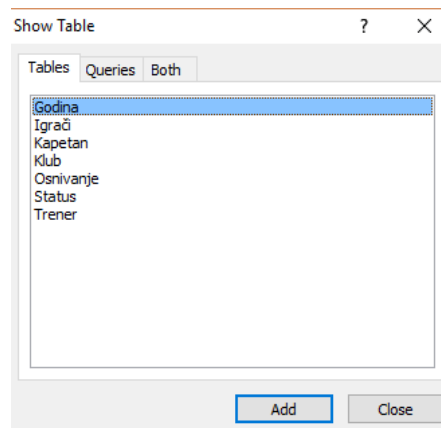 Show Table ?
Tables Queries Both
Godina
Igrači
Kapetan
Klub
Osnivanje
Status
Trener
Add Close